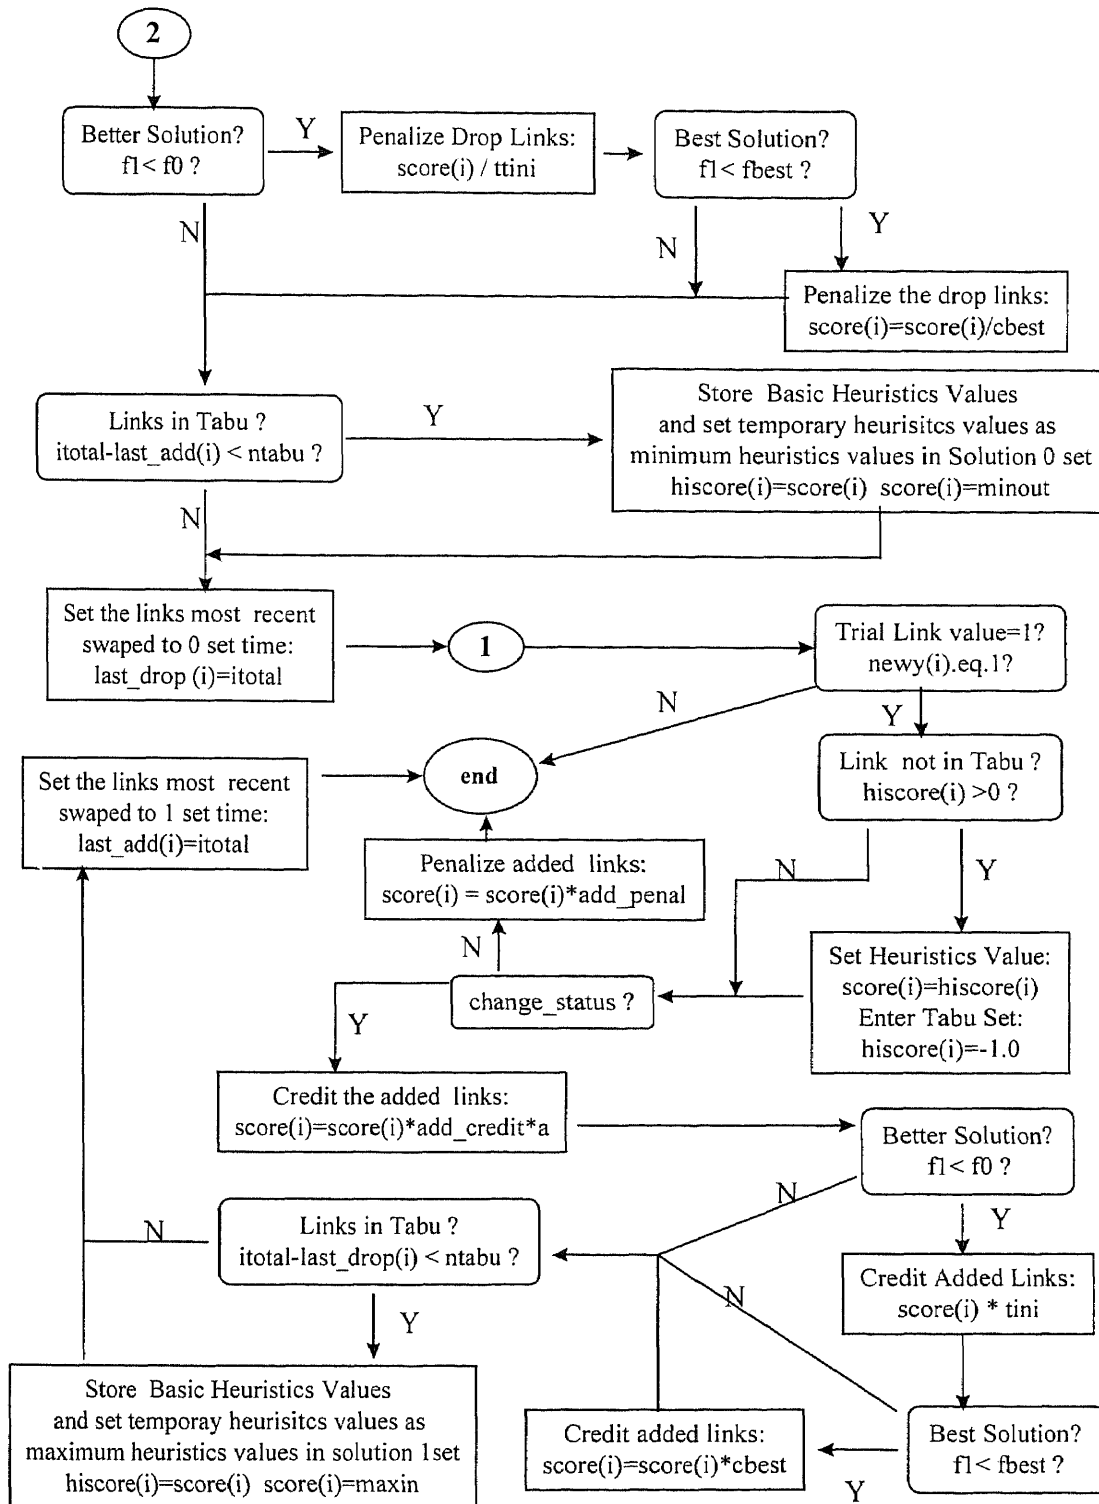 2
Better Solution?
f1< f0 ?
Y
Penalize Drop Links:
score(i) / ttini
Best Solution?
f1< fbest ?
N
N
Y
Penalize the drop links:
score(i)=score(i)/cbest
Links in Tabu ?
itotal-last_add(i) < ntabu ?
Y
Store Basic Heuristics Values
and set temporary heurisitcs values as
minimum heuristics values in Solution 0 set
hiscore(i)=score(i) score(i)=minout
N
Set the links most recent
swaped to 0 set time:
last_drop (i)=itotal
1
Trial Link value=1?
newy(i).eq.1?
N
Y
Set the links most recent
swaped to 1 set time:
last_add(i)=itotal
end
Link not in Tabu ?
hiscore(i) >0 ?
Penalize added links:
score(i) = score(i)*add_penal
N
Y
N
change_status ?
Set Heuristics Value:
score(i)=hiscore(i)
Enter Tabu Set:
hiscore(i)=-1.0
Y
Credit the added links:
score(i)=score(i)*add_credit*a
Better Solution?
f1< f0 ?
N
Y
N
Links in Tabu ?
itotal-last_drop(i) < ntabu ?
Credit Added Links:
score(i) * tini
N
Y
Store Basic Heuristics Values
and set temporay heurisitcs values as
maximum heuristics values in solution 1set
hiscore(i)=score(i) score(i)=maxin
Credit added links:
score(i)=score(i)*cbest
Y
Best Solution?
f1< fbest ?